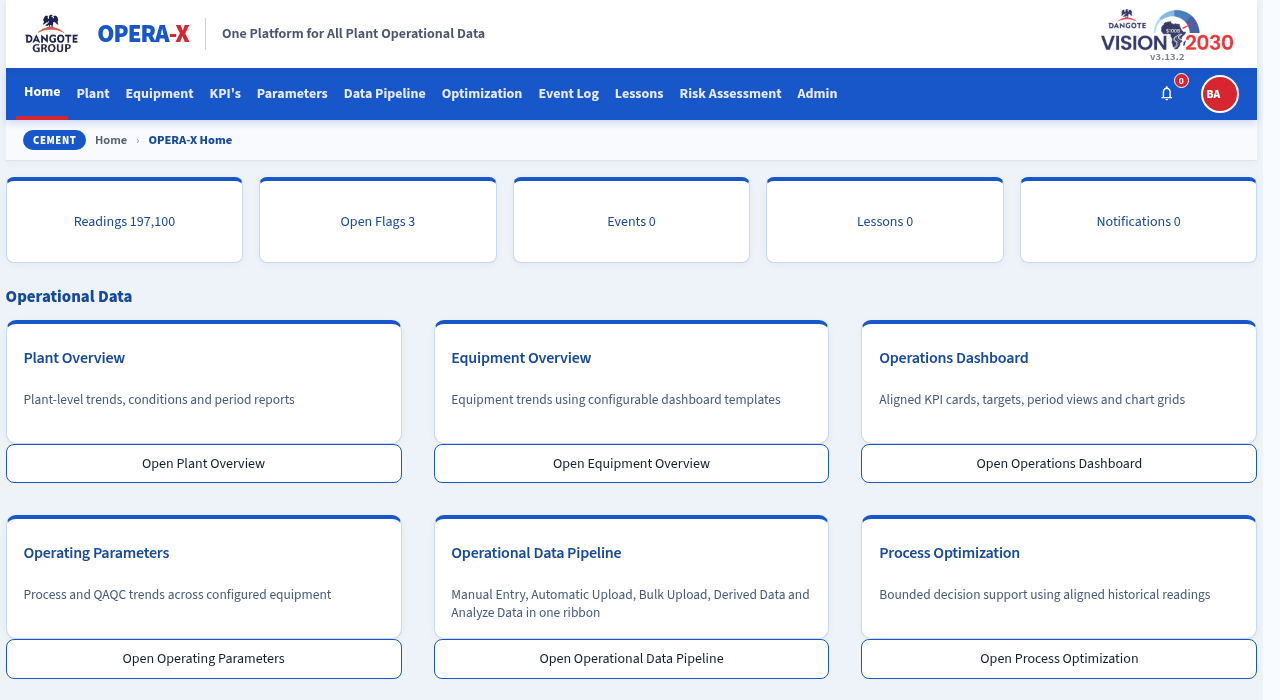 DANGOTE
GROUP
OPERA-X
One Platform for All Plant Operational Data
DANGOTE
VISION 2030
v3.13.2
Home Plant Equipment KPI's Parameters Data Pipeline Optimization Event Log Lessons Risk Assessment Admin
0
BA
CEMENT Home › OPERA-X Home
Readings 197,100
Open Flags 3
Events 0
Lessons 0
Notifications 0
Operational Data
Plant Overview
Plant-level trends, conditions and period reports
Open Plant Overview
Equipment Overview
Equipment trends using configurable dashboard templates
Open Equipment Overview
Operations Dashboard
Aligned KPI cards, targets, period views and chart grids
Open Operations Dashboard
Operating Parameters
Process and QAQC trends across configured equipment
Open Operating Parameters
Operational Data Pipeline
Manual Entry, Automatic Upload, Bulk Upload, Derived Data and
Analyze Data in one ribbon
Open Operational Data Pipeline
Process Optimization
Bounded decision support using aligned historical readings
Open Process Optimization